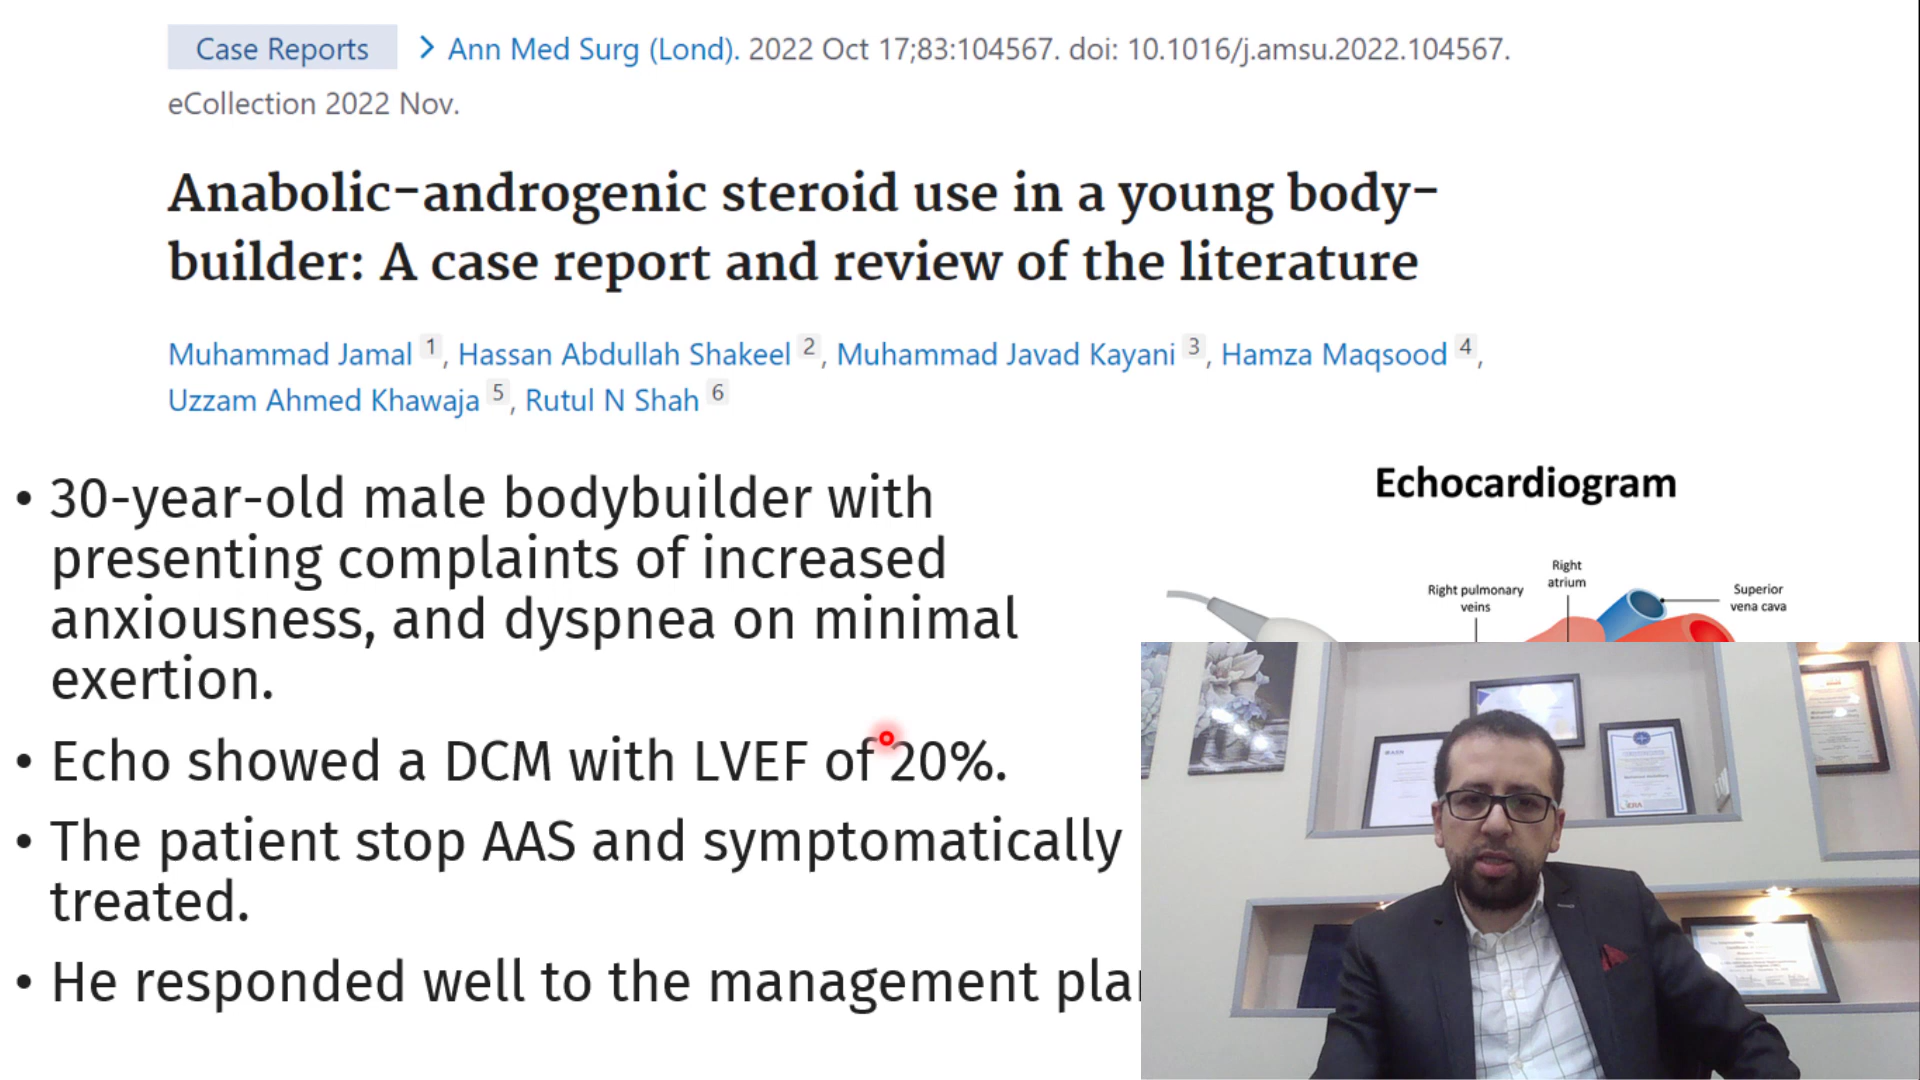 Case Reports > Ann Med Surg (Lond). 2022 Oct 17;83:104567. doi: 10.1016/j.amsu.2022.104567.
eCollection 2022 Nov.
Anabolic-androgenic steroid use in a young body-
builder: A case report and review of the literature
Muhammad Jamal 1, Hassan Abdullah Shakeel 2, Muhammad Javad Kayani 3, Hamza Maqsood 4,
Uzzam Ahmed Khawaja 5, Rutul N Shah 6
• 30-year-old male bodybuilder with
presenting complaints of increased
anxiousness, and dyspnea on minimal
exertion.
• Echo showed a DCM with LVEF of 20%.
• The patient stop AAS and symptomatically
treated.
• He responded well to the management
Echocardiogram
Right
atrium
Right pulmonary
veins
Superior
vena cava